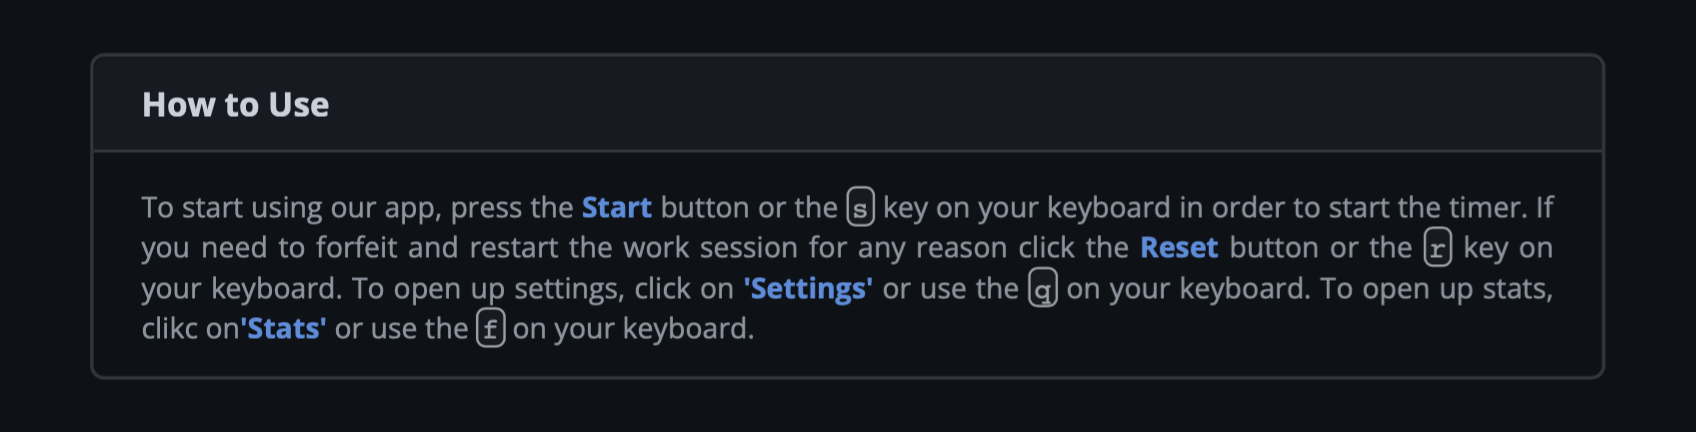 How to Use
To start using our app, press the Start button or the s key on your keyboard in order to start the timer. If
you need to forfeit and restart the work session for any reason click the Reset button or the r key on
your keyboard. To open up settings, click on 'Settings' or use the q on your keyboard. To open up stats,
clikc on'Stats' or use the f on your keyboard.